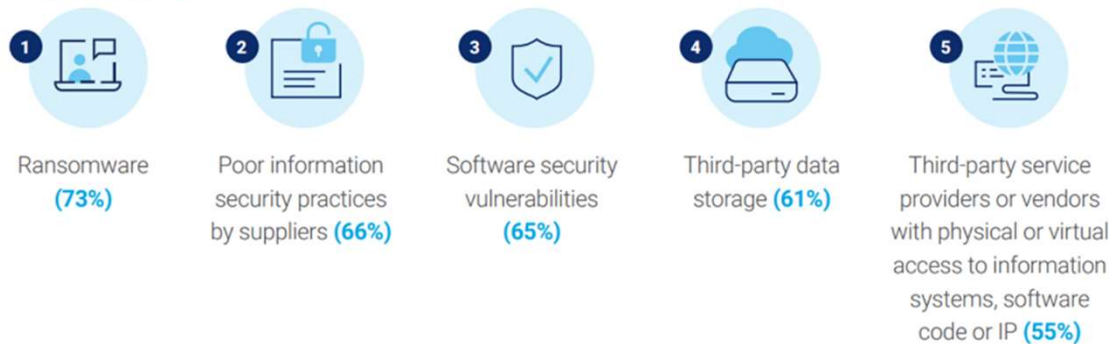 1
Ransomware
(73%)
2
Poor information
security practices
by suppliers (66%)
3
Software security
vulnerabilities
(65%)
4
Third-party data
storage (61%)
5
Third-party service
providers or vendors
with physical or virtual
access to information
systems, software
code or IP (55%)